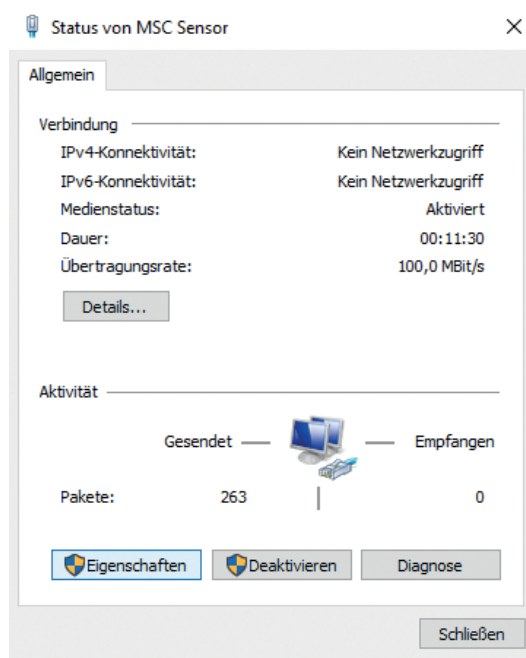 Status von MSC Sensor
Allgemein
Verbindung
IPv4-Konnektivität: Kein Netzwerkzugriff
IPv6-Konnektivität: Kein Netzwerkzugriff
Medienstatus: Aktiviert
Dauer: 00:11:30
Übertragungsrate: 100,0 MBit/s
Details...
Aktivität
Gesendet Empfangen
Pakete: 263 0
Eigenschaften Deaktivieren Diagnose
Schließen